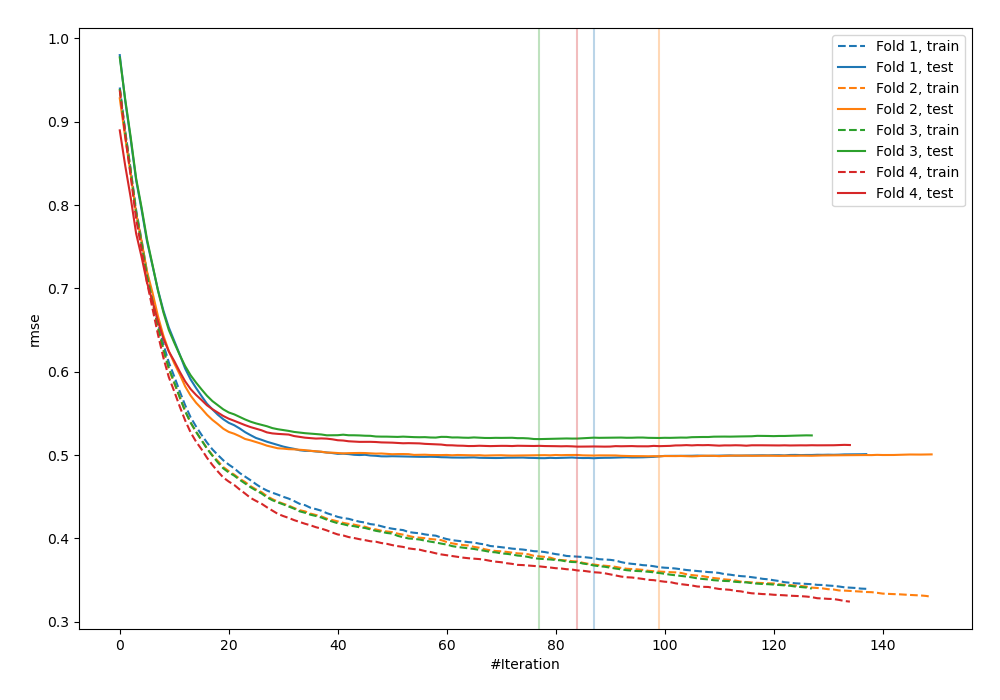 1.0
0.9
0.8
0.7
0.6
0.5
0.4
0.3
rmse
0
20
40
60
80
100
120
140
#Iteration
Fold 1, train
Fold 1, test
Fold 2, train
Fold 2, test
Fold 3, train
Fold 3, test
Fold 4, train
Fold 4, test